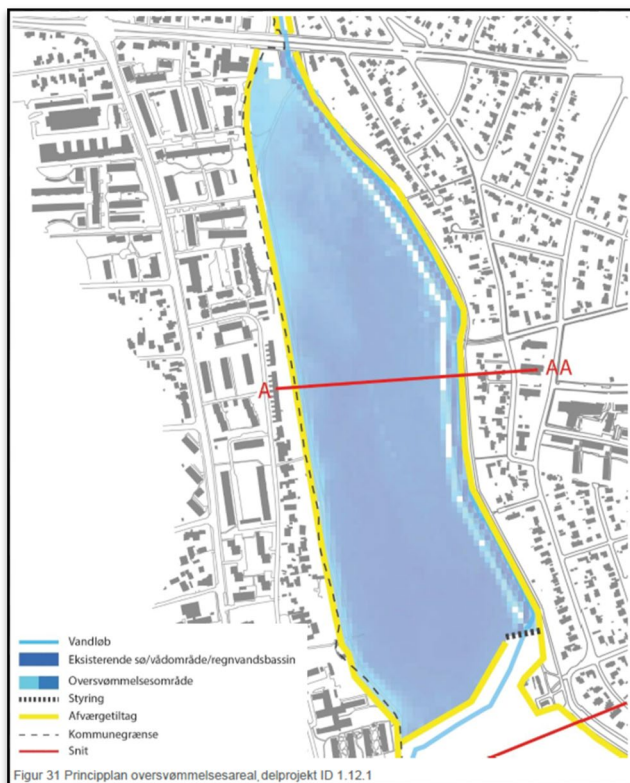 A
AA
Vandløb
Eksisterende sø/vådområde/regnvandsbassin
Oversvømmelsesområde
Styring
Afværgetiltag
Kommunegrænse
Snit
Figur 31 Principplan oversvømmelsesareal, delprojekt ID 1.12.1